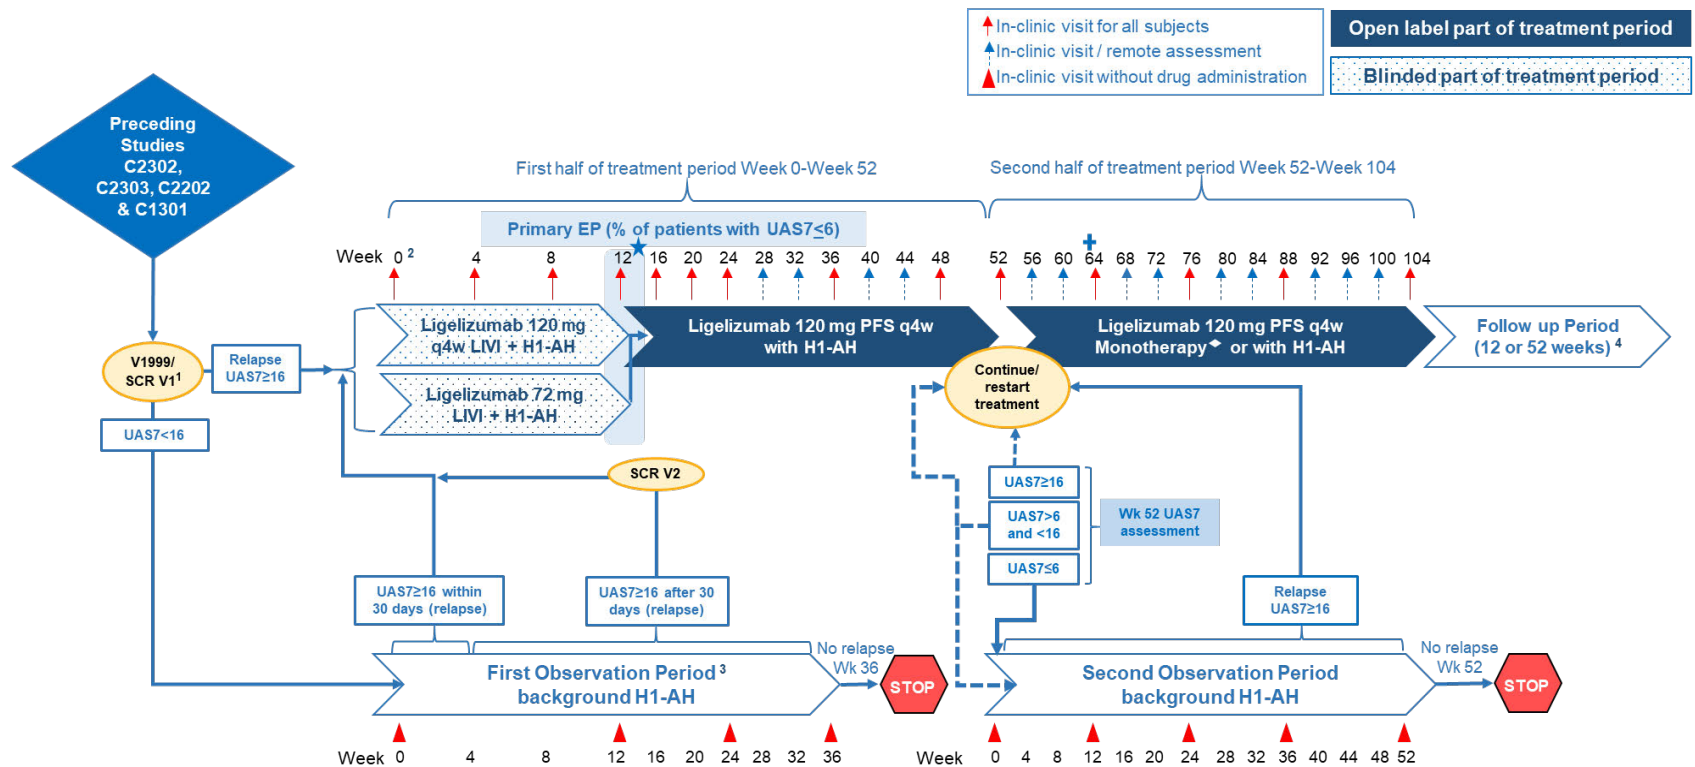 In-clinic visit for all subjects
In-clinic visit / remote assessment
In-clinic visit without drug administration
Open label part of treatment period
Blinded part of treatment period
Preceding
Studies
C2302,
C2303, C2202
& C1301
First half of treatment period Week 0-Week 52
Second half of treatment period Week 52-Week 104
Primary EP (% of patients with UAS7≤6)
Week 0 2 4 8 12 16 20 24 28 32 36 40 44 48 52 56 60 64 68 72 76 80 84 88 92 96 100 104
Ligelizumab 120 mg
q4w LIVI + H1-AH
Ligelizumab 120 mg PFS q4w
with H1-AH
Ligelizumab 120 mg PFS q4w
Monotherapy or with H1-AH
Follow up Period
(12 or 52 weeks) 4
V1999/
SCR V1 1
Relapse
UAS7≥16
Ligelizumab 72 mg
LIVI + H1-AH
Continue/
restart
treatment
UAS7<16
SCR V2
UAS7≥16
UAS7>6
and <16
UAS7≤6
Wk 52 UAS7
assessment
UAS7≥16 within
30 days (relapse)
UAS7≥16 after 30
days (relapse)
Relapse
UAS7≥16
First Observation Period 3
background H1-AH
No relapse
Wk 36
STOP
Second Observation Period
background H1-AH
No relapse
Wk 52
STOP
Week 0 4 8 12 16 20 24 28 32 36
Week 0 4 8 12 16 20 24 28 32 36 40 44 48 52